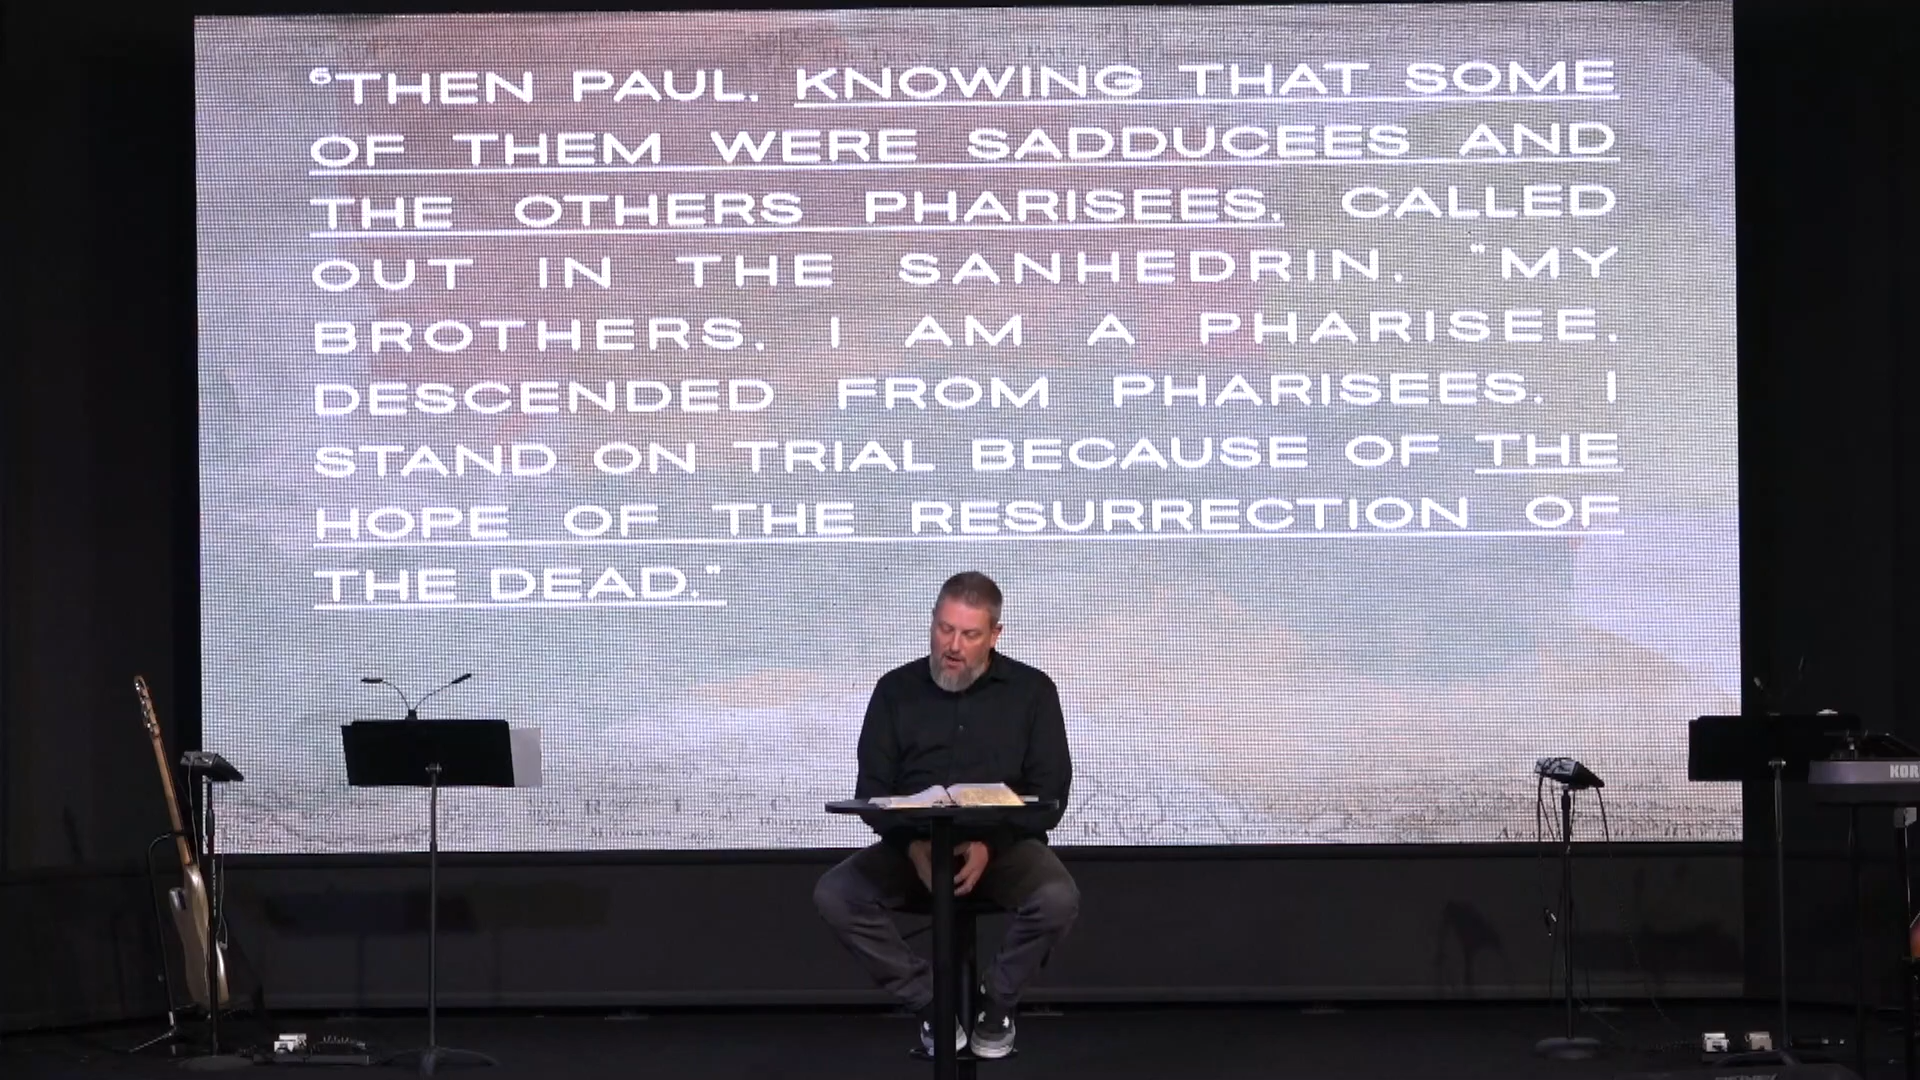 ⁶THEN PAUL, KNOWING THAT SOME
OF THEM WERE SADDUCEES AND
THE OTHERS PHARISEES, CALLED
OUT IN THE SANHEDRIN, "MY
BROTHERS, I AM A PHARISEE,
DESCENDED FROM PHARISEES. I
STAND ON TRIAL BECAUSE OF THE
HOPE OF THE RESURRECTION OF
THE DEAD."
KOR